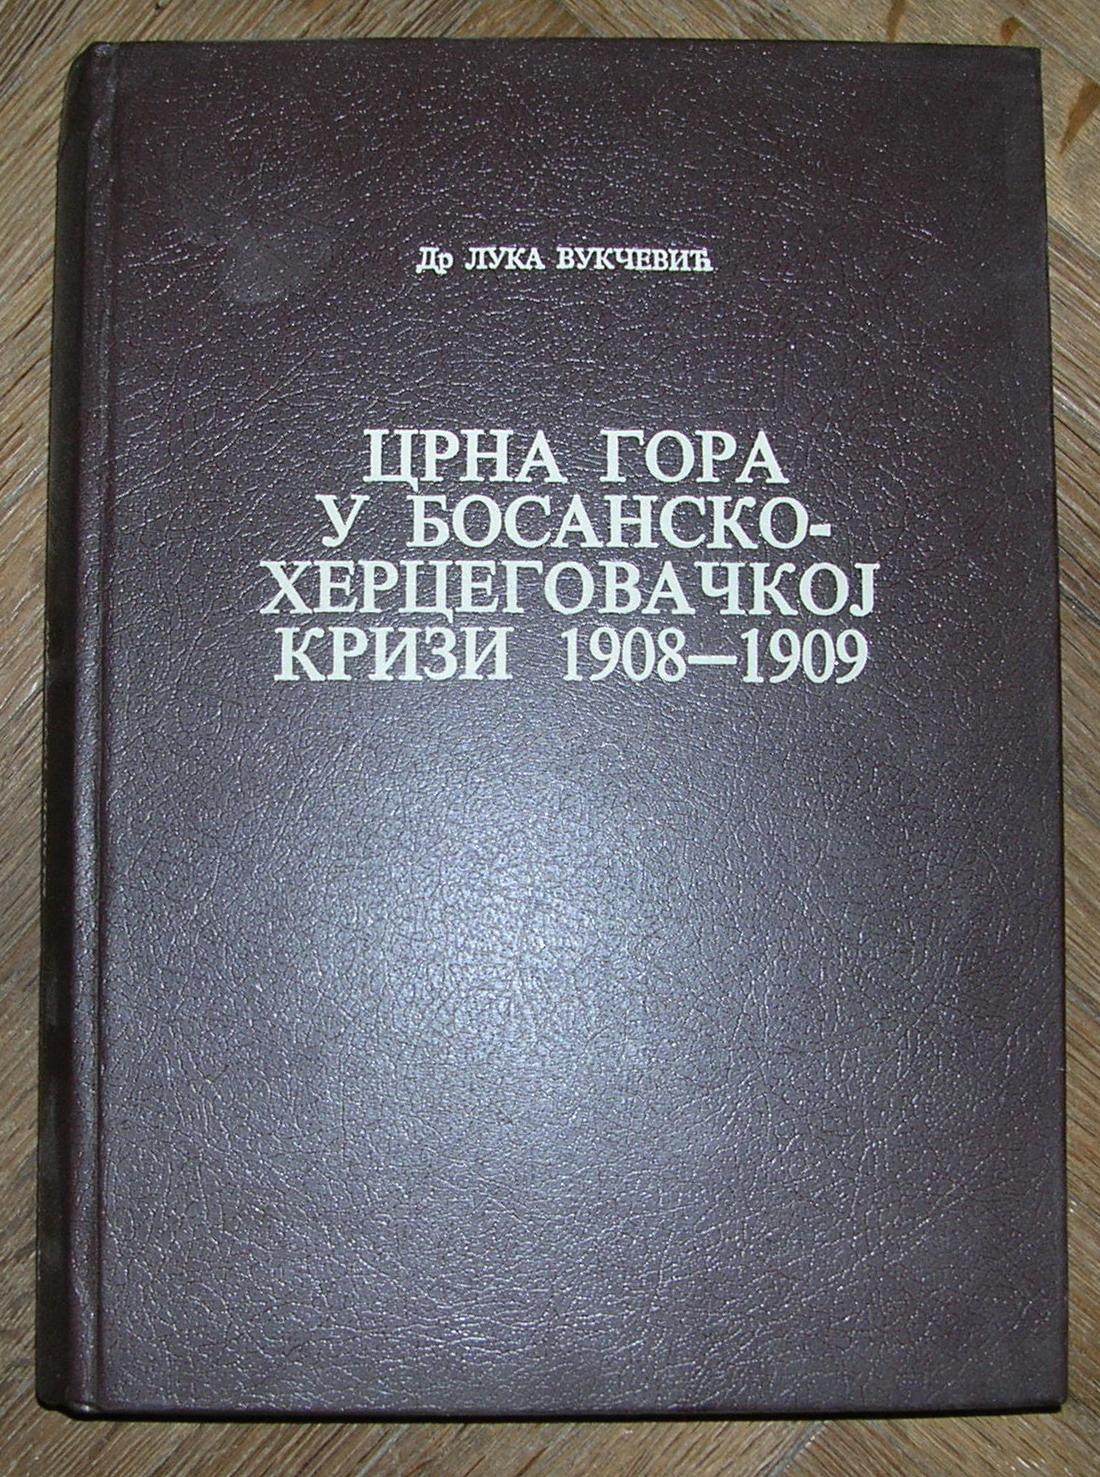 Др ЛУКА ВУКЧЕВИЋ
ЦРНА ГОРА
У БОСАНСКО-
ХЕРЦЕГОВАЧКОЈ
КРИЗИ 1908—1909